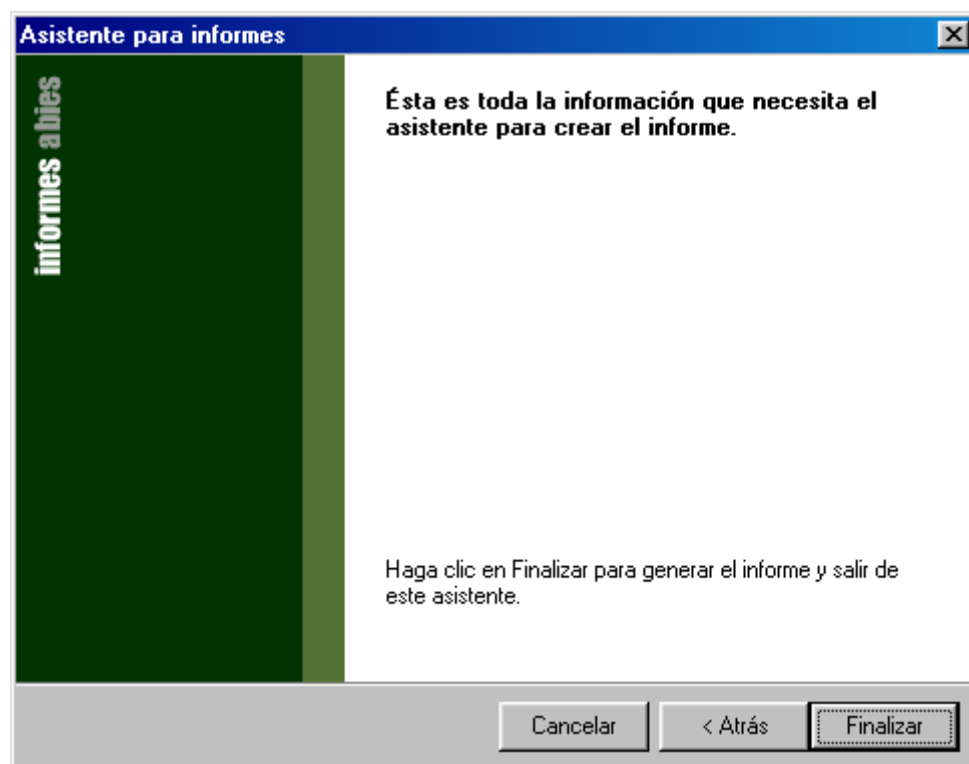 Asistente para informes
informes abies
Ésta es toda la información que necesita el
asistente para crear el informe.
Haga clic en Finalizar para generar el informe y salir de
este asistente.
Cancelar
< Atrás
Finalizar